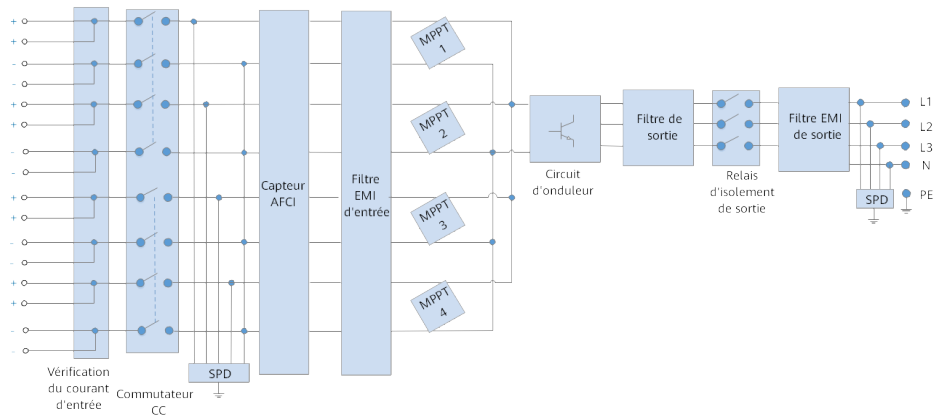 +
+
-
-
+
+
-
-
+
+
-
-
+
+
-
-
Vérification
du courant
d'entrée
Commutateur
CC
SPD
Capteur
AFCI
Filtre
EMI
d'entrée
MPPT
1
MPPT
2
MPPT
3
MPPT
4
Circuit
d'onduleur
Filtre de
sortie
Relais
d'isolement
de sortie
Filtre EMI
de sortie
SPD
L1
L2
L3
N
PE